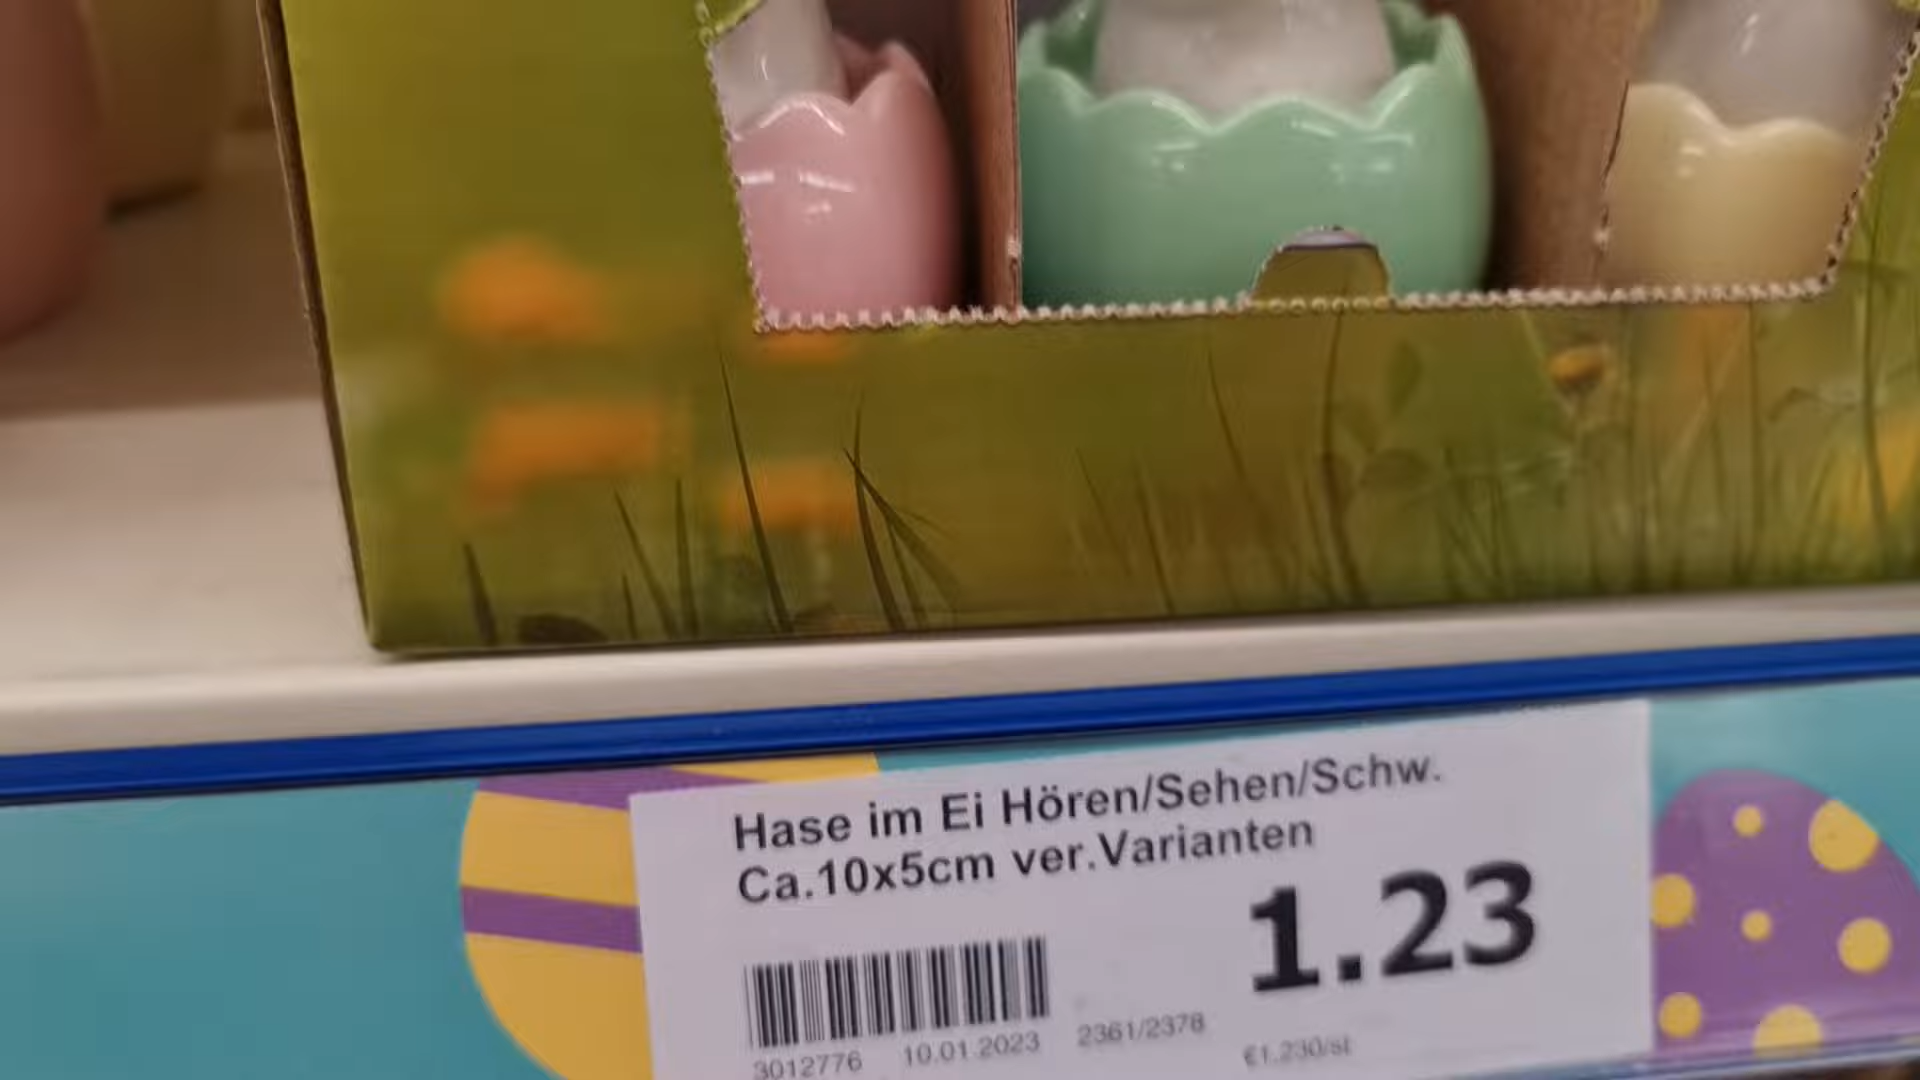 Hase im Ei Hören/Sehen/Schw.
Ca.10x5cm ver.Varianten
1.23
3012776 10.01.2023 2361/2378 €1.230/st